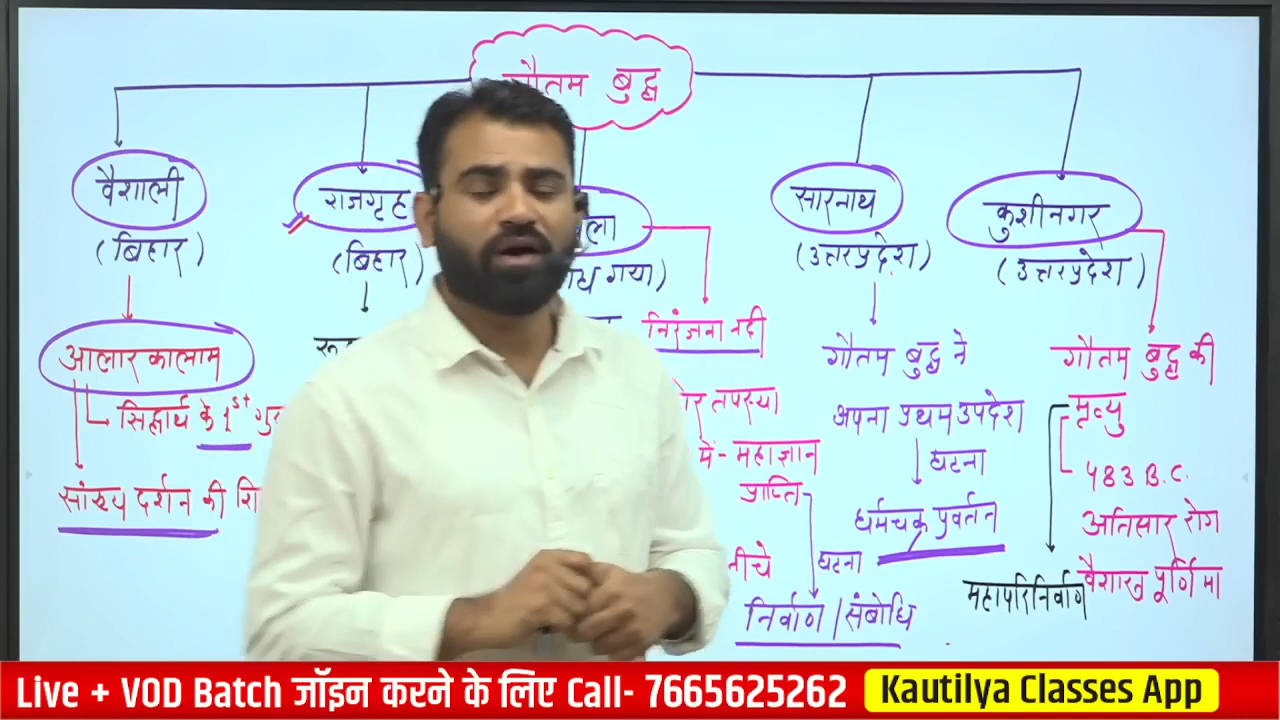 गौतम बुद्ध
वैशाली
(बिहार)
आलार कालाम
सिद्धार्थ के 1st
सांख्य दर्शन की
राजगृह
(बिहार)
गया)
निरंजना नदी
तपस्या
में - महाज्ञान
प्राप्ति
नीचे
घटना
निर्वाण / संबोधि
सारनाथ
(उत्तरप्रदेश)
गौतम बुद्ध ने
अपना प्रथम उपदेश
घटना
धर्मचक्र प्रवर्तन
कुशीनगर
(उत्तरप्रदेश)
गौतम बुद्ध की
मृत्यु
483 B.C.
अतिसार रोग
वैशाख पूर्णिमा
महापरिनिर्वाण
Live + VOD Batch जॉइन करने के लिए Call- 7665625262 Kautilya Classes App